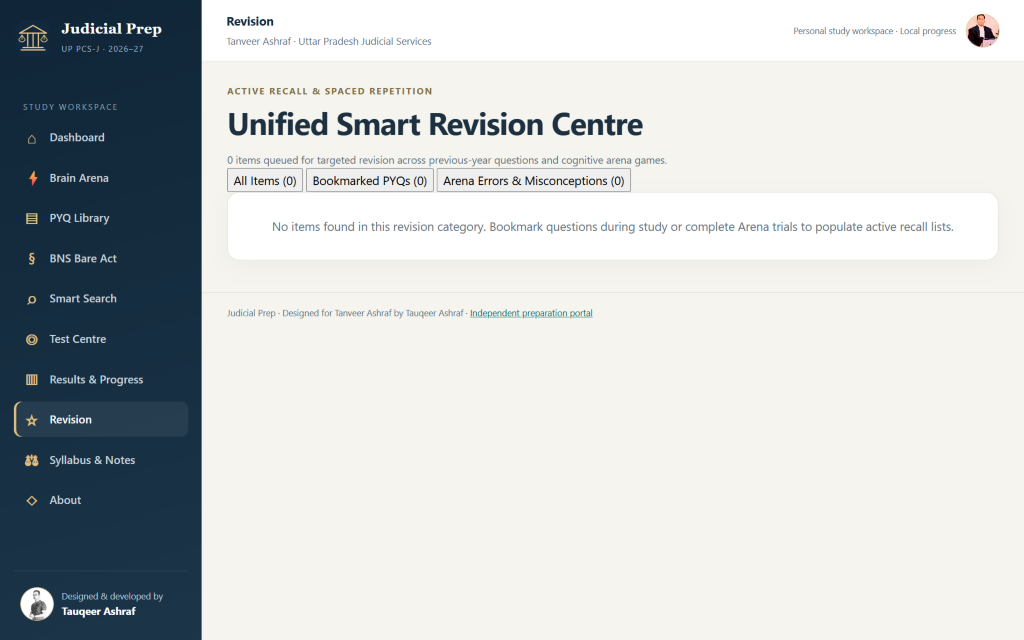 Judicial Prep
UP PCS-J · 2026–27
STUDY WORKSPACE
Dashboard
Brain Arena
PYQ Library
§ BNS Bare Act
Smart Search
Test Centre
Results & Progress
Revision
Syllabus & Notes
About
Designed & developed by
Tauqeer Ashraf
Revision
Tanveer Ashraf · Uttar Pradesh Judicial Services
Personal study workspace · Local progress
ACTIVE RECALL & SPACED REPETITION
Unified Smart Revision Centre
0 items queued for targeted revision across previous-year questions and cognitive arena games.
All Items (0) Bookmarked PYQs (0) Arena Errors & Misconceptions (0)
No items found in this revision category. Bookmark questions during study or complete Arena trials to populate active recall lists.
Judicial Prep · Designed for Tanveer Ashraf by Tauqeer Ashraf · Independent preparation portal